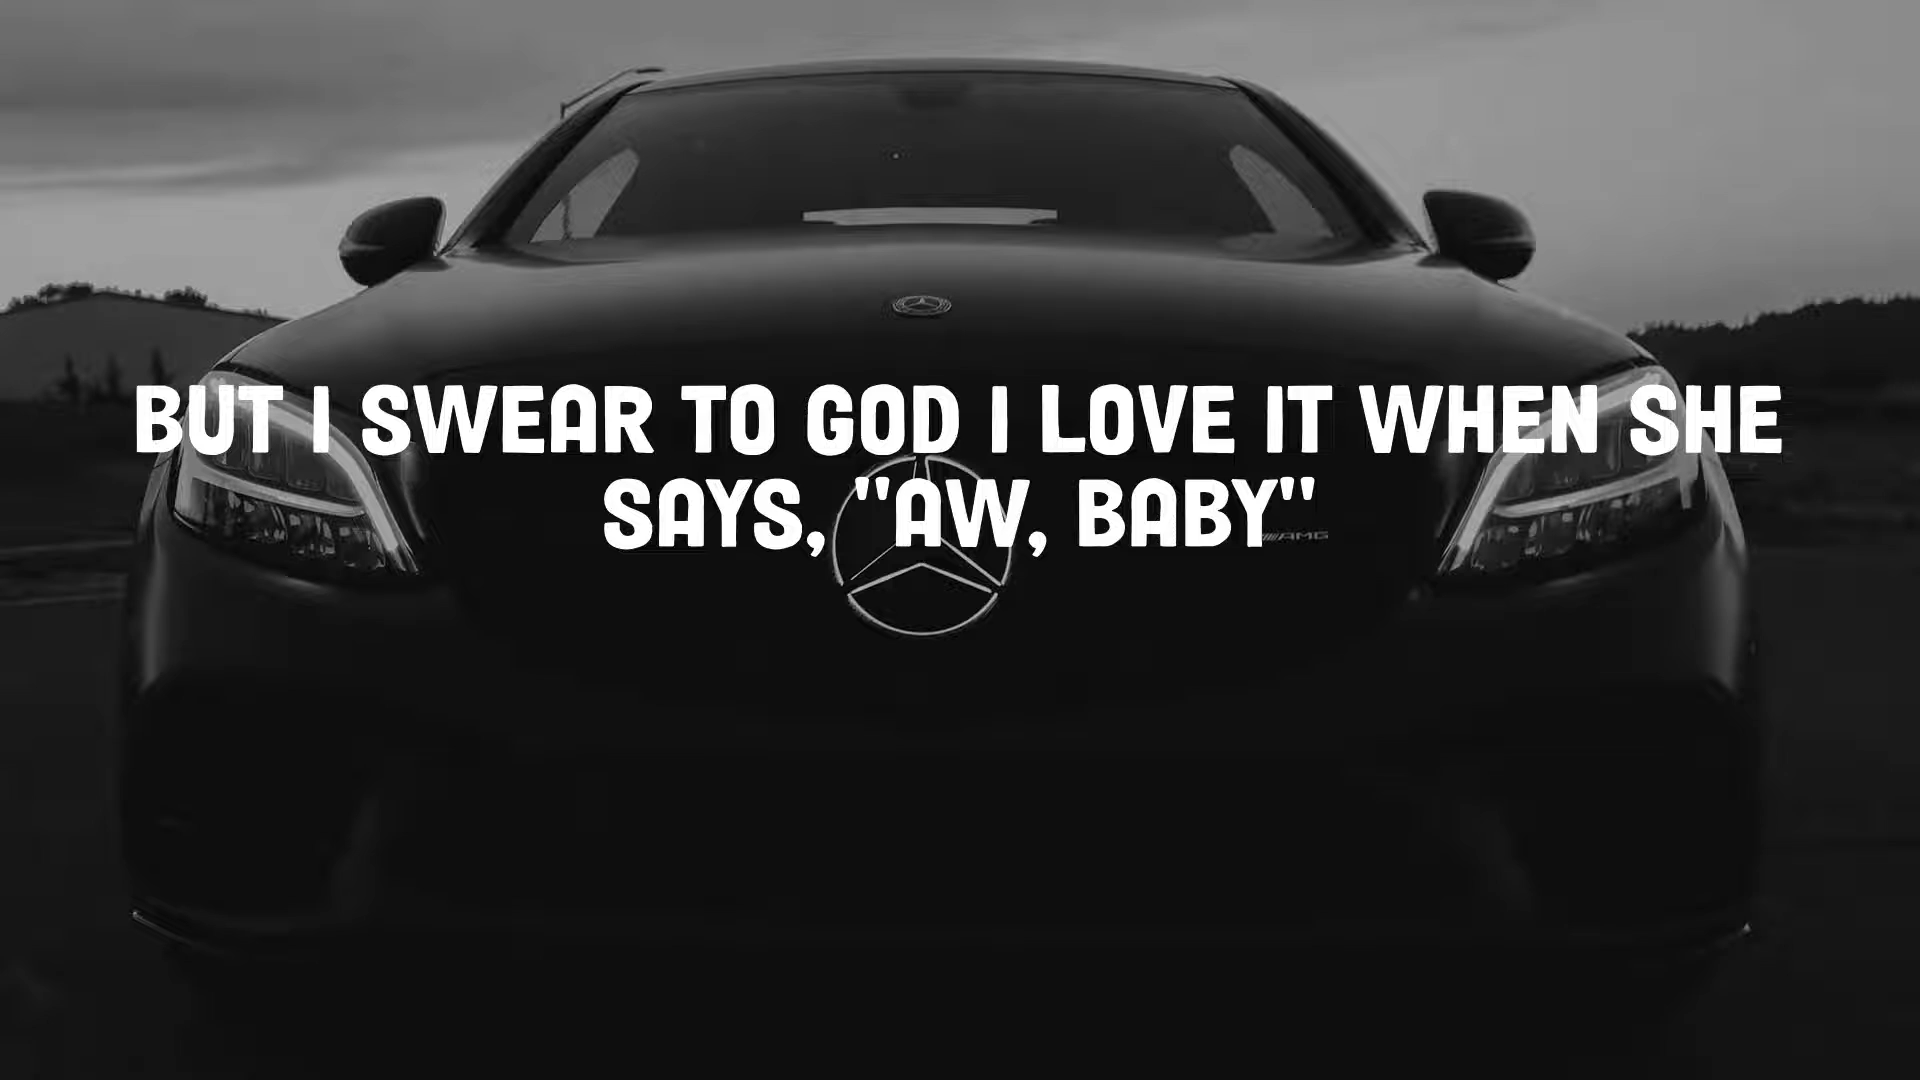 BUT I SWEAR TO GOD I LOVE IT WHEN SHE
SAYS, "AW, BABY"
AMG